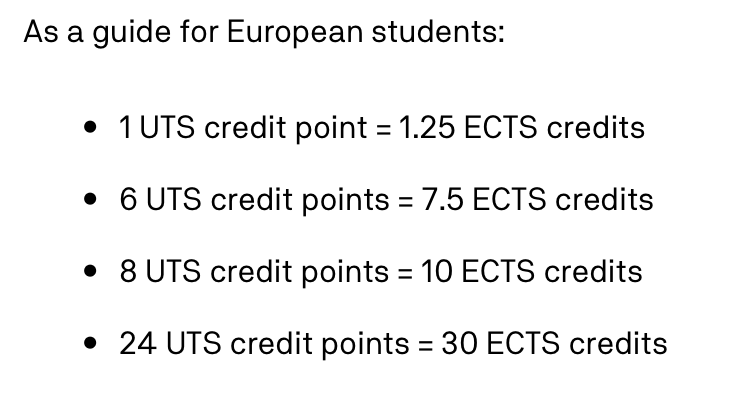 As a guide for European students:
• 1 UTS credit point = 1.25 ECTS credits
• 6 UTS credit points = 7.5 ECTS credits
• 8 UTS credit points = 10 ECTS credits
• 24 UTS credit points = 30 ECTS credits